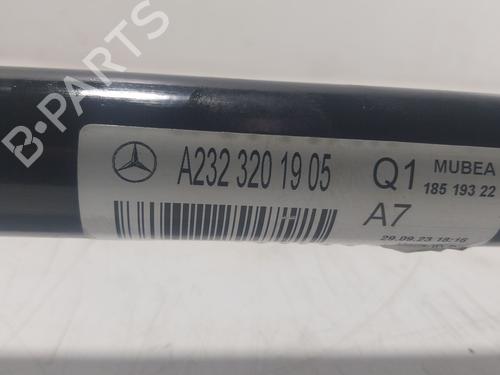 B-PARTS
A232 320 19 05
Q1
MUBEA
185 193 22
A7
29.09.23 18:16